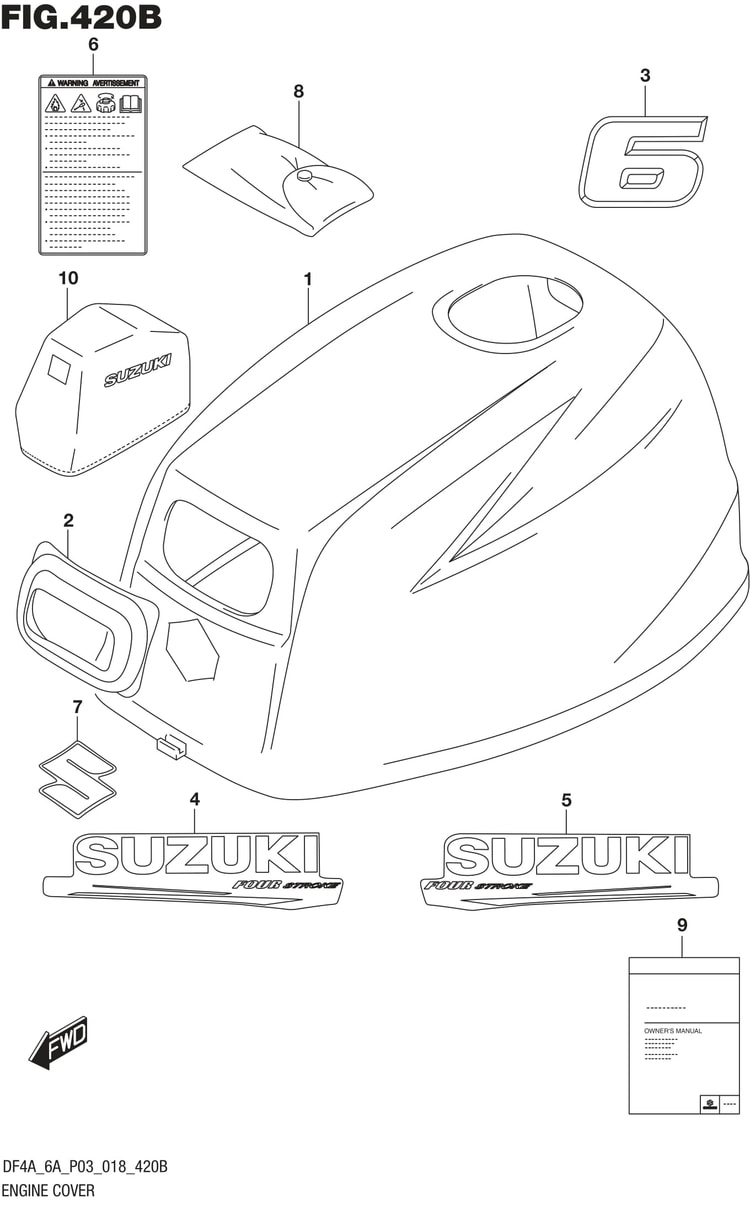 FIG.420B
6
WARNING AVERTISSEMENT
8
3
6
10
1
SUZUKI
2
7
4
5
SUZUKI
FOUR STROKE
SUZUKI
FOUR STROKE
9
OWNER'S MANUAL
FWD
DF4A_6A_P03_018_420B
ENGINE COVER